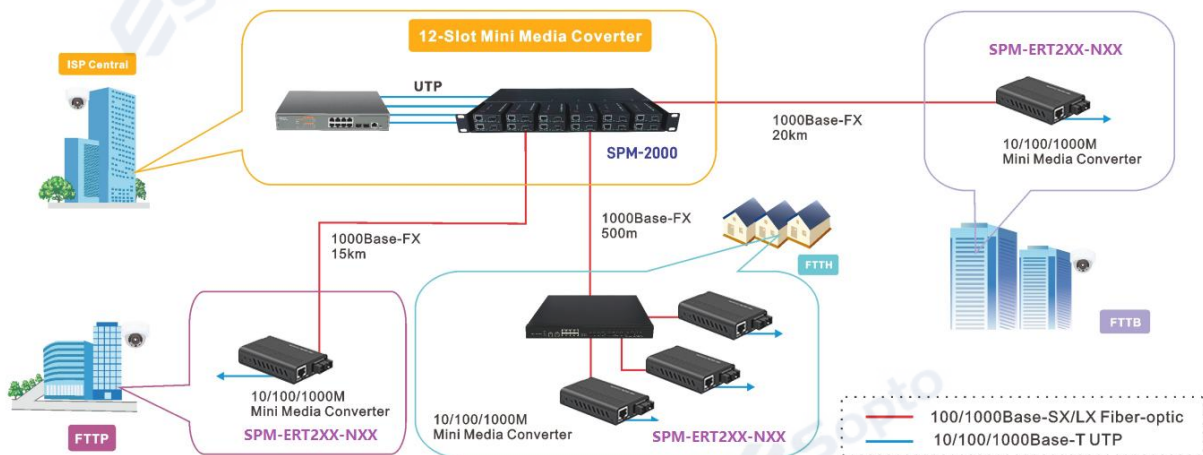 12-Slot Mini Media Coverter
ISP Central
UTP
SPM-2000
SPM-ERT2XX-NXX
1000Base-FX
20km
10/100/1000M
Mini Media Converter
1000Base-FX
15km
1000Base-FX
500m
FTTH
FTTB
10/100/1000M
Mini Media Converter
SPM-ERT2XX-NXX
FTTP
10/100/1000M
Mini Media Converter
SPM-ERT2XX-NXX
100/1000Base-SX/LX Fiber-optic
10/100/1000Base-T UTP
Esopto